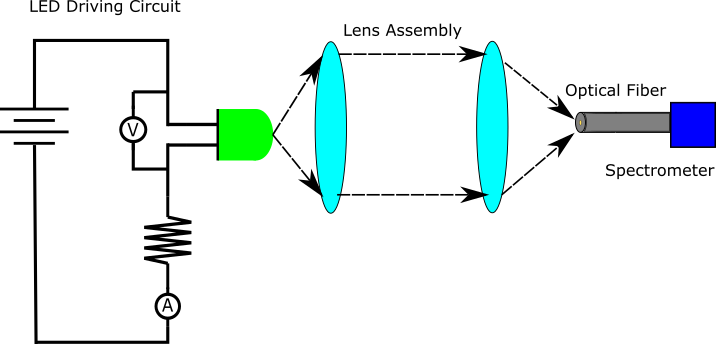 LED Driving Circuit
Lens Assembly
Optical Fiber
V
Spectrometer
A